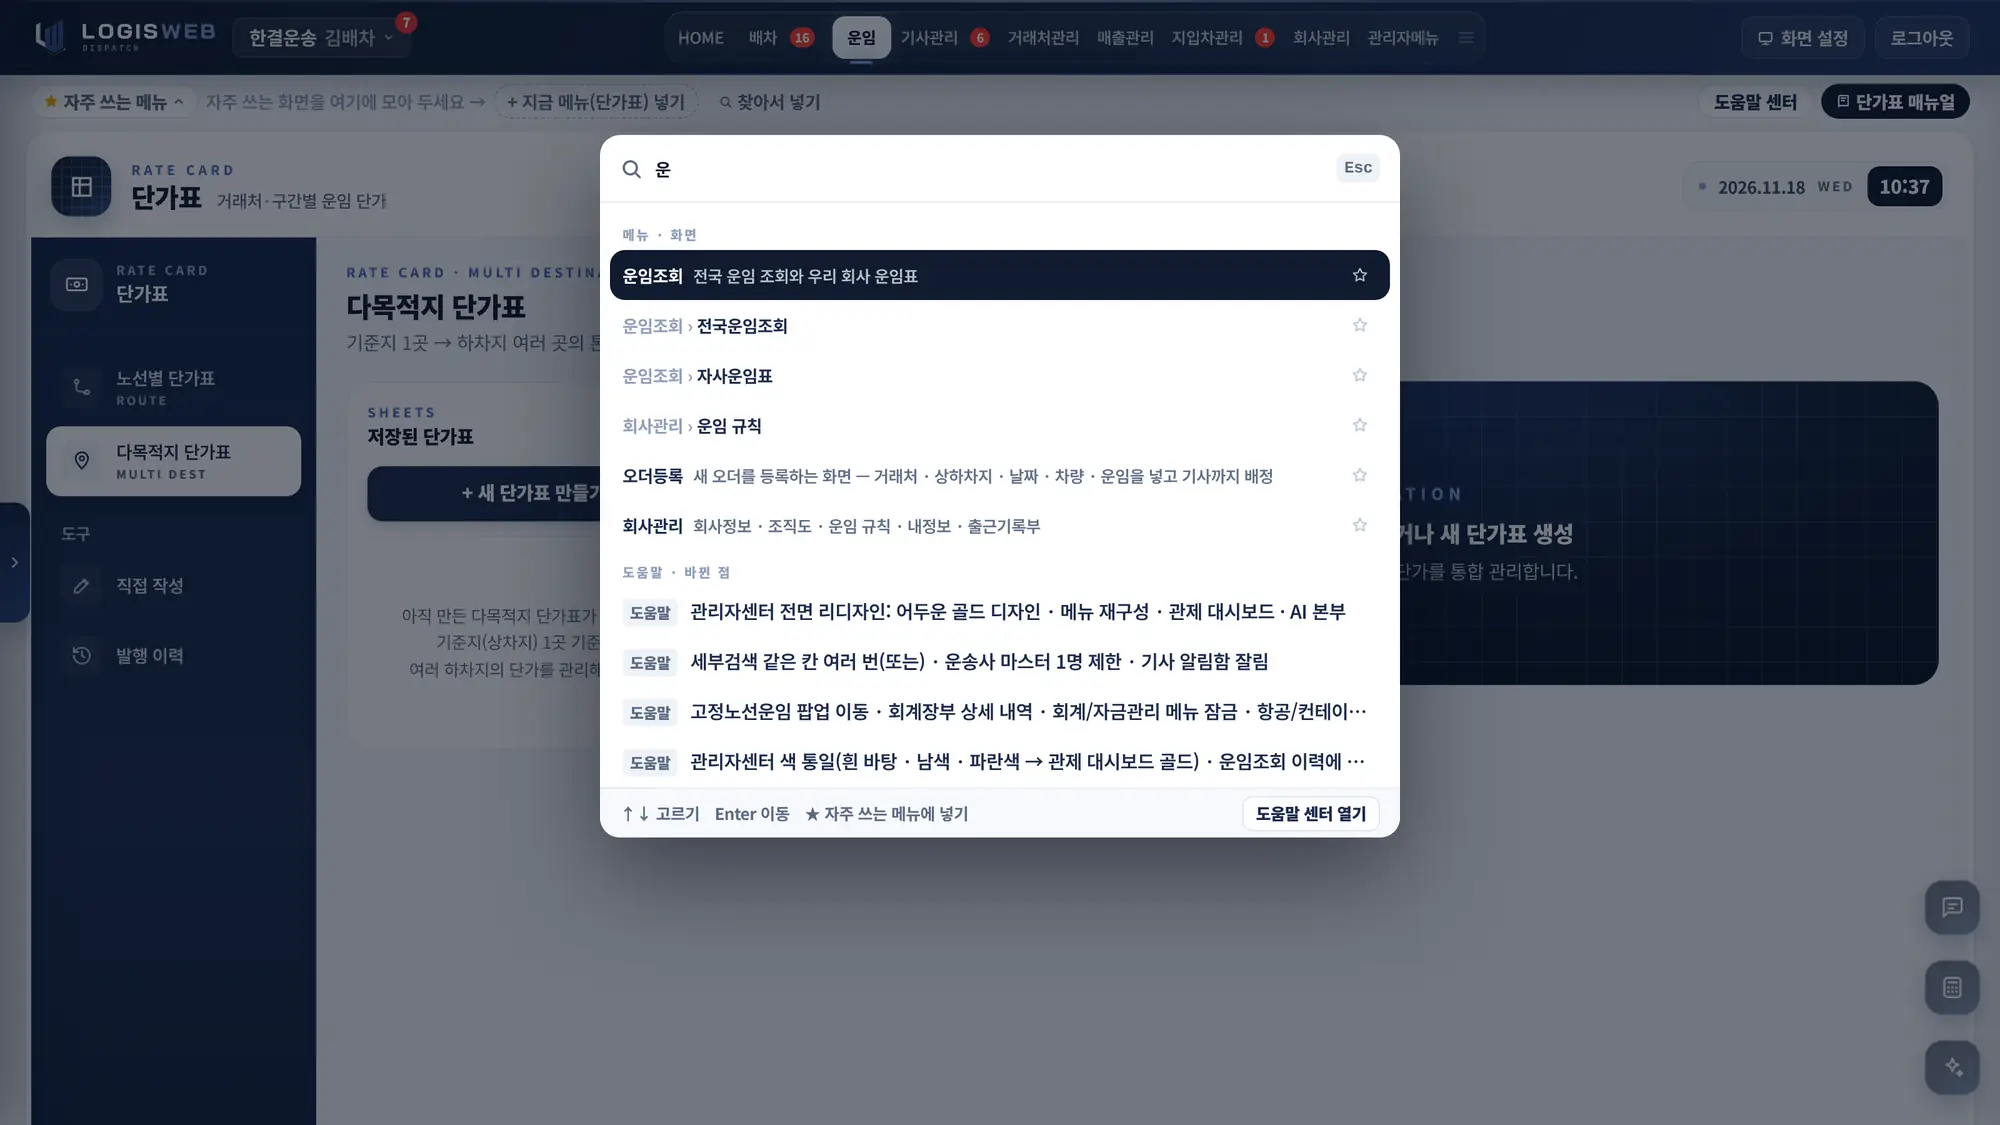 LOGISWEB
DISPATCH
한결운송 김배차
7
HOME 배차 16 운임 기사관리 6 거래처관리 매출관리 지입차관리 1 회사관리 관리자메뉴
화면 설정 로그아웃
★ 자주 쓰는 메뉴 자주 쓰는 화면을 여기에 모아 두세요 → + 지금 메뉴(단가표) 넣기 찾아서 넣기
도움말 센터 단가표 매뉴얼
RATE CARD
단가표 거래처·구간별 운임 단가
2026.11.18 WED 10:37
RATE CARD
단가표
노선별 단가표
ROUTE
다목적지 단가표
MULTI DEST
도구
직접 작성
발행 이력
RATE CARD · MULTI DESTINA
다목적지 단가표
기준지 1곳 → 하차지 여러 곳의
SHEETS
저장된 단가표
+ 새 단가표 만들기
아직 만든 다목적지 단가표가
기준지(상차지) 1곳 기준
여러 하차지의 단가를 관리해
TION
거나 새 단가표 생성
단가를 통합 관리합니다.
운
Esc
메뉴 · 화면
운임조회 전국 운임 조회와 우리 회사 운임표
운임조회 › 전국운임조회
운임조회 › 자사운임표
회사관리 › 운임 규칙
오더등록 새 오더를 등록하는 화면 — 거래처 · 상하차지 · 날짜 · 차량 · 운임을 넣고 기사까지 배정
회사관리 회사정보 · 조직도 · 운임 규칙 · 내정보 · 출근기록부
도움말 · 바뀐 점
도움말 관리자센터 전면 리디자인: 어두운 골드 디자인 · 메뉴 재구성 · 관제 대시보드 · AI 본부
도움말 세부검색 같은 칸 여러 번(또는) · 운송사 마스터 1명 제한 · 기사 알림함 잘림
도움말 고정노선운임 팝업 이동 · 회계장부 상세 내역 · 회계/자금관리 메뉴 잠금 · 항공/컨테이…
도움말 관리자센터 색 통일(흰 바탕 · 남색 · 파란색 → 관제 대시보드 골드) · 운임조회 이력에 …
↑↓ 고르기 Enter 이동 ★ 자주 쓰는 메뉴에 넣기
도움말 센터 열기